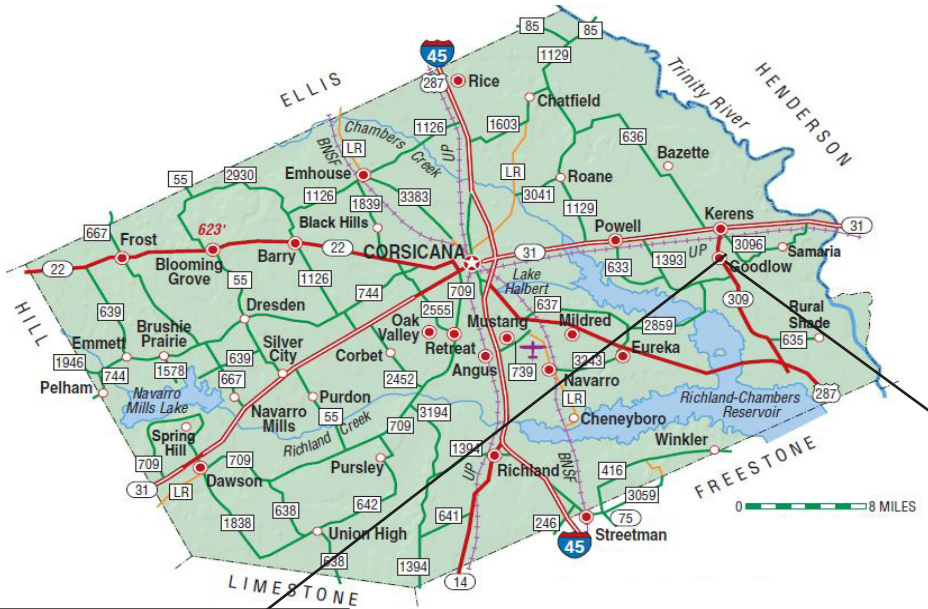 85
85
45
1129
287
Rice
ELLIS
Chatfield
Trinity River
HENDERSON
Chambers
Creek
1126
1603
UP
BNSF
LR
LR
636
Bazette
55
2930
Emhouse
1126
1839
3383
3041
Roane
1129
Black Hills
667
Frost
623'
Powell
Kerens
31
22
Blooming
Grove
Barry
22
CORSICANA
31
UP
3096
Samaria
Goodlow
633
1393
55
1126
744
709
Lake
Halbert
309
639
Dresden
2555
637
Rural
Shade
HILL
Brushie
Prairie
Oak
Valley
Mustang
Mildred
2859
635
Emmett
Silver
City
Corbet
Retreat
Eureka
1946
744
1578
639
Angus
739
3243
Pelham
667
2452
Navarro
287
Navarro
Mills Lake
Purdon
LR
Richland-Chambers
Reservoir
Navarro
Mills
55
3194
709
Cheneyboro
Spring
Hill
Richland Creek
Winkler
709
709
1394
FREESTONE
Pursley
Richland
BNSF
416
31
LR
Dawson
UP
3059
0
8 MILES
638
642
641
246
75
1838
Union High
Streetman
45
638
1394
14
LIMESTONE